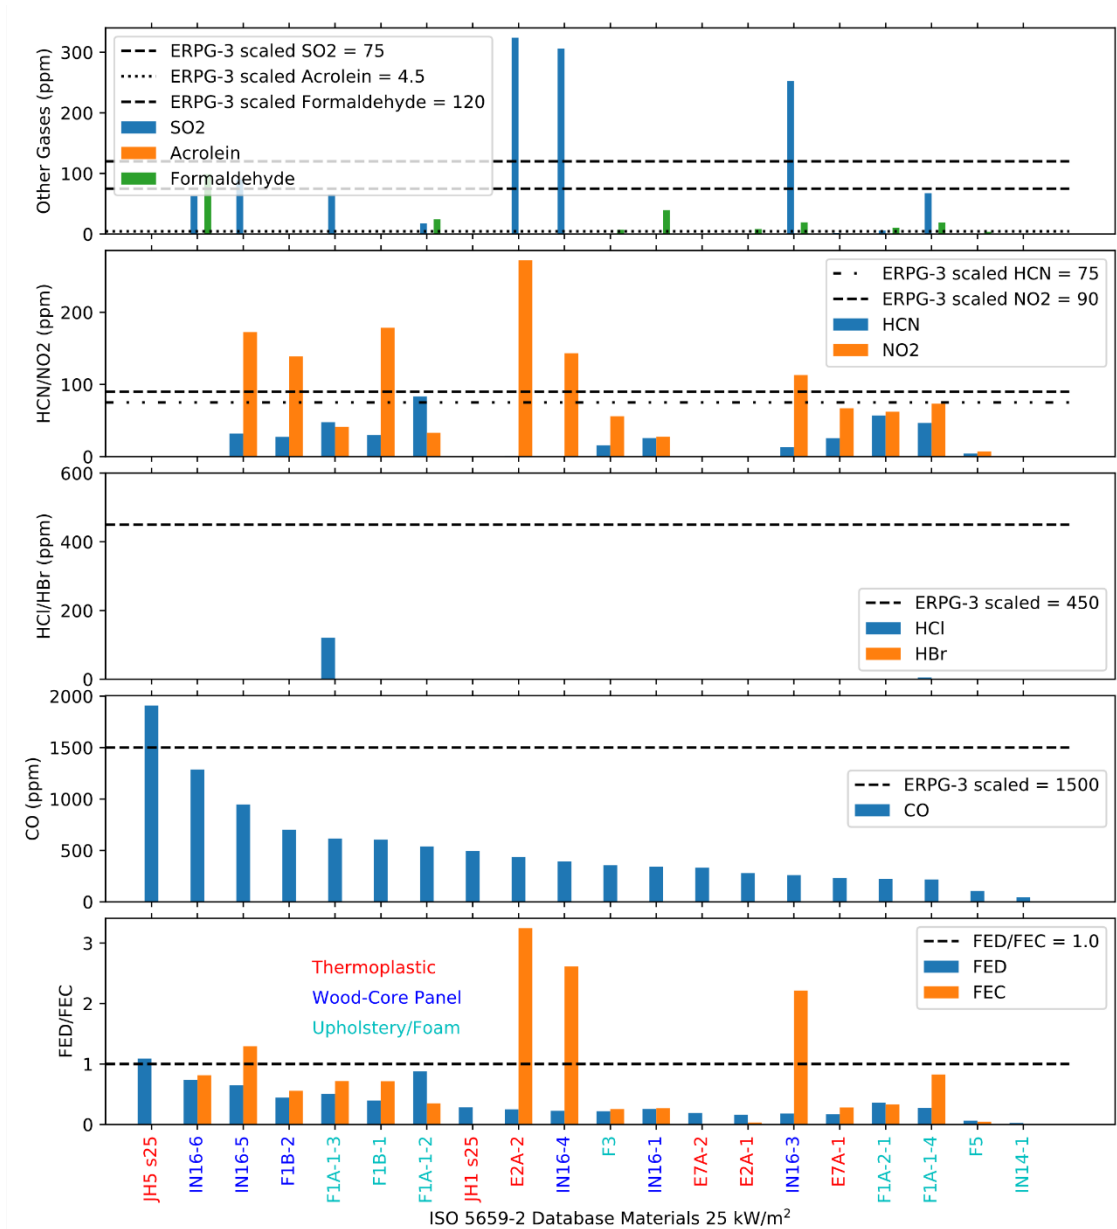 ERPG-3 scaled SO2 = 75
ERPG-3 scaled Acrolein = 4.5
ERPG-3 scaled Formaldehyde = 120
SO2
Acrolein
Formaldehyde
Other Gases (ppm)
300
200
100
0
ERPG-3 scaled HCN = 75
ERPG-3 scaled NO2 = 90
HCN
NO2
HCN/NO2 (ppm)
200
100
0
ERPG-3 scaled = 450
HCl
HBr
HCl/HBr (ppm)
600
400
200
0
ERPG-3 scaled = 1500
CO
CO (ppm)
2000
1500
1000
500
0
FED/FEC = 1.0
FED
FEC
Thermoplastic
Wood-Core Panel
Upholstery/Foam
FED/FEC
3
2
1
0
JH5 s25
IN16-6
IN16-5
F1B-2
F1A-1-3
F1B-1
F1A-1-2
JH1 s25
E2A-2
IN16-4
F3
IN16-1
E7A-2
E2A-1
IN16-3
E7A-1
F1A-2-1
F1A-1-4
F5
IN14-1
ISO 5659-2 Database Materials 25 kW/m²